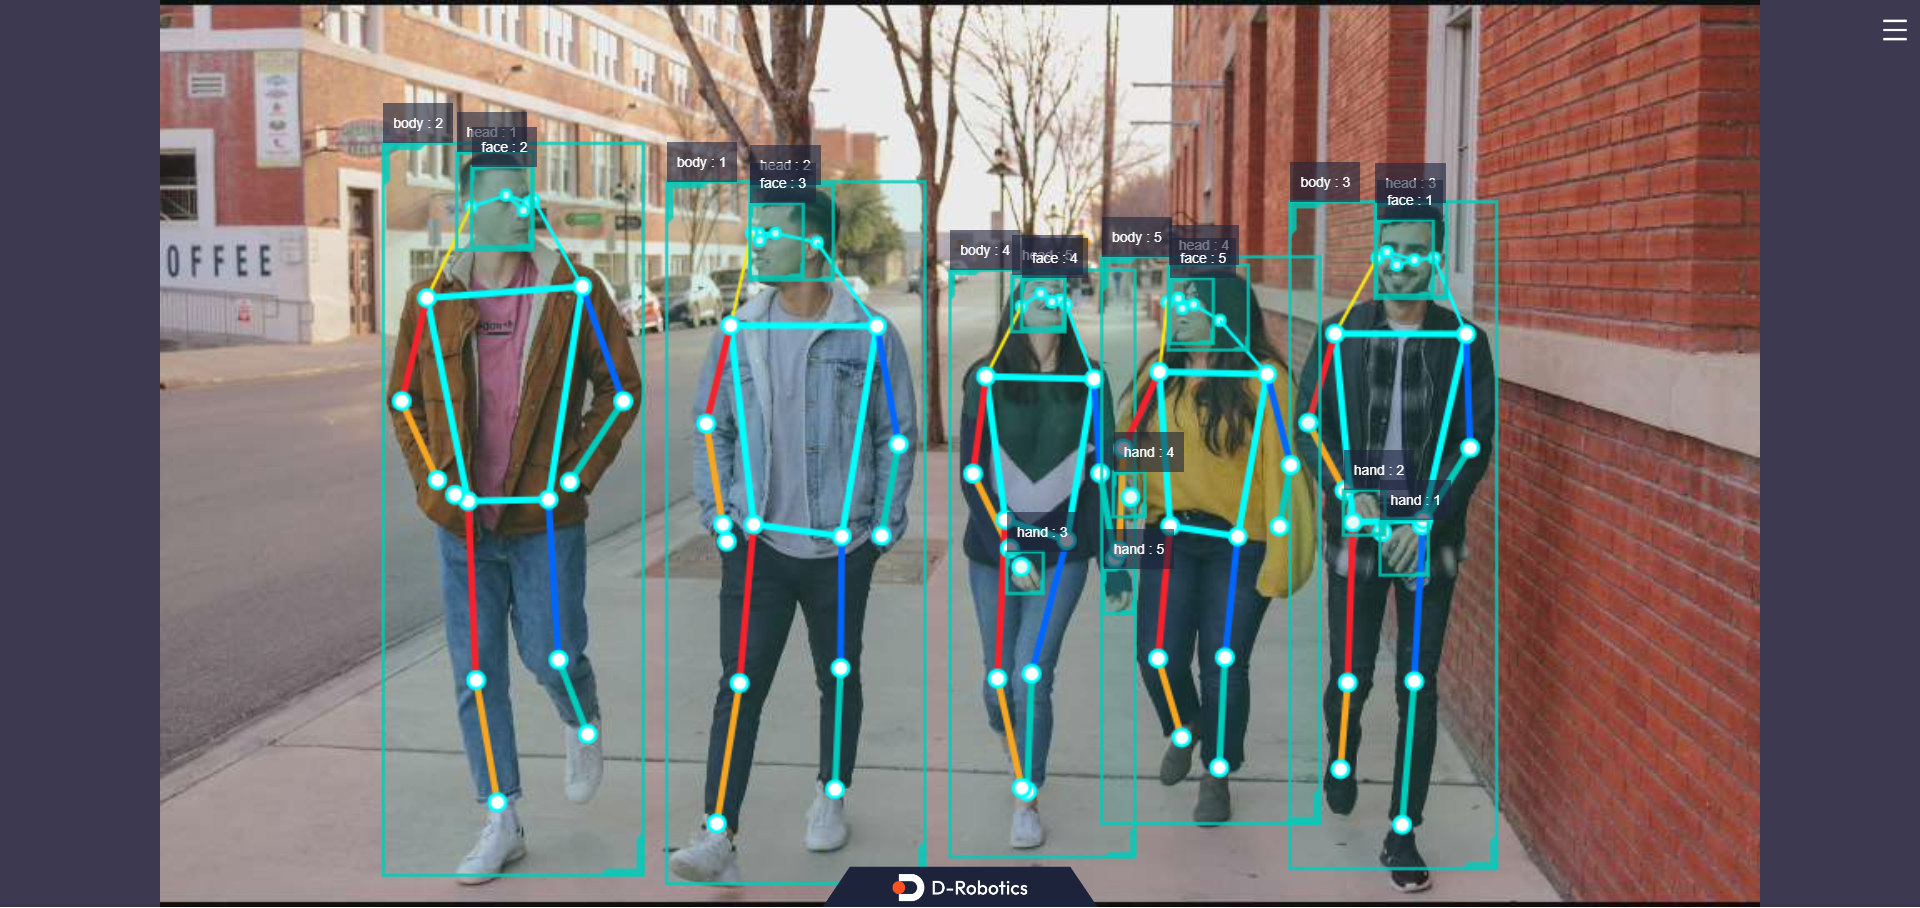 body : 2
head : 1
face : 2
body : 1
head : 2
face : 3
body : 3
head : 3
face : 1
body : 4
face : 4
body : 5
head : 4
face : 5
hand : 4
hand : 2
hand : 1
hand : 3
hand : 5
OFFEE
D-Robotics